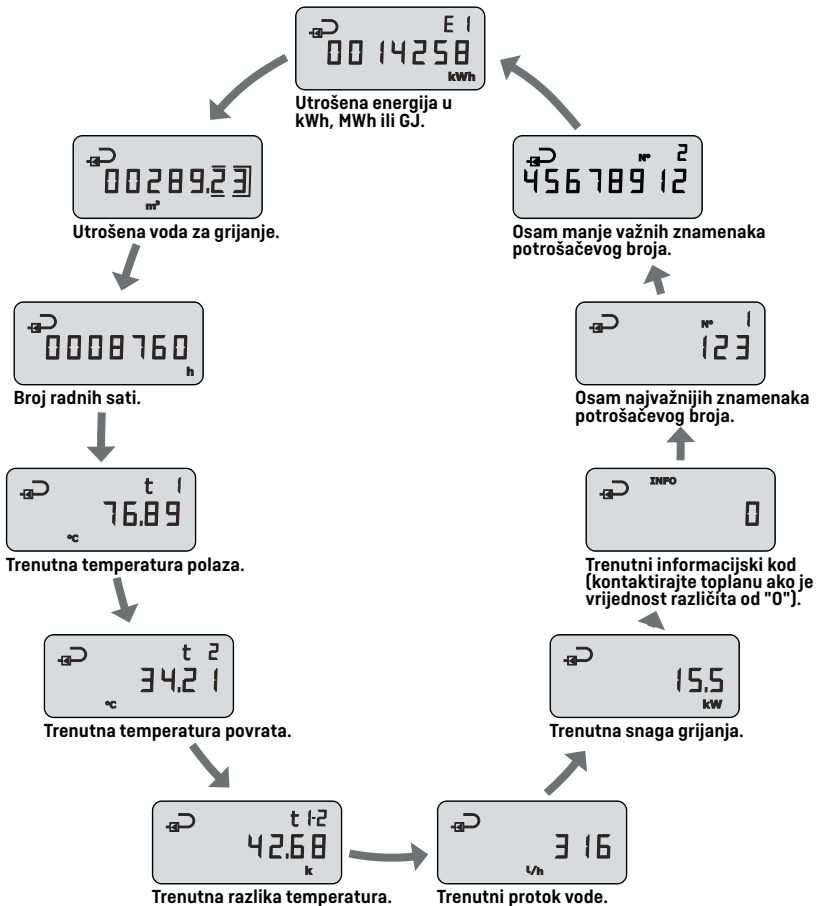 E 1
0014258
kWh
Utrošena energija u
kWh, MWh ili GJ.
00289.23
m³
Utrošena voda za grijanje.
0008760
h
Broj radnih sati.
t 1
76.89
°C
Trenutna temperatura polaza.
t 2
34.21
°C
Trenutna temperatura povrata.
t1-2
42.68
k
Trenutna razlika temperatura.
316
l/h
Trenutni protok vode.
15.5
kW
Trenutna snaga grijanja.
INFO
0
Trenutni informacijski kod
(kontaktirajte toplanu ako je
vrijednost različita od "0").
N° 1
123
Osam najvažnijih znamenaka
potrošačevog broja.
N° 2
45678912
Osam manje važnih znamenaka
potrošačevog broja.